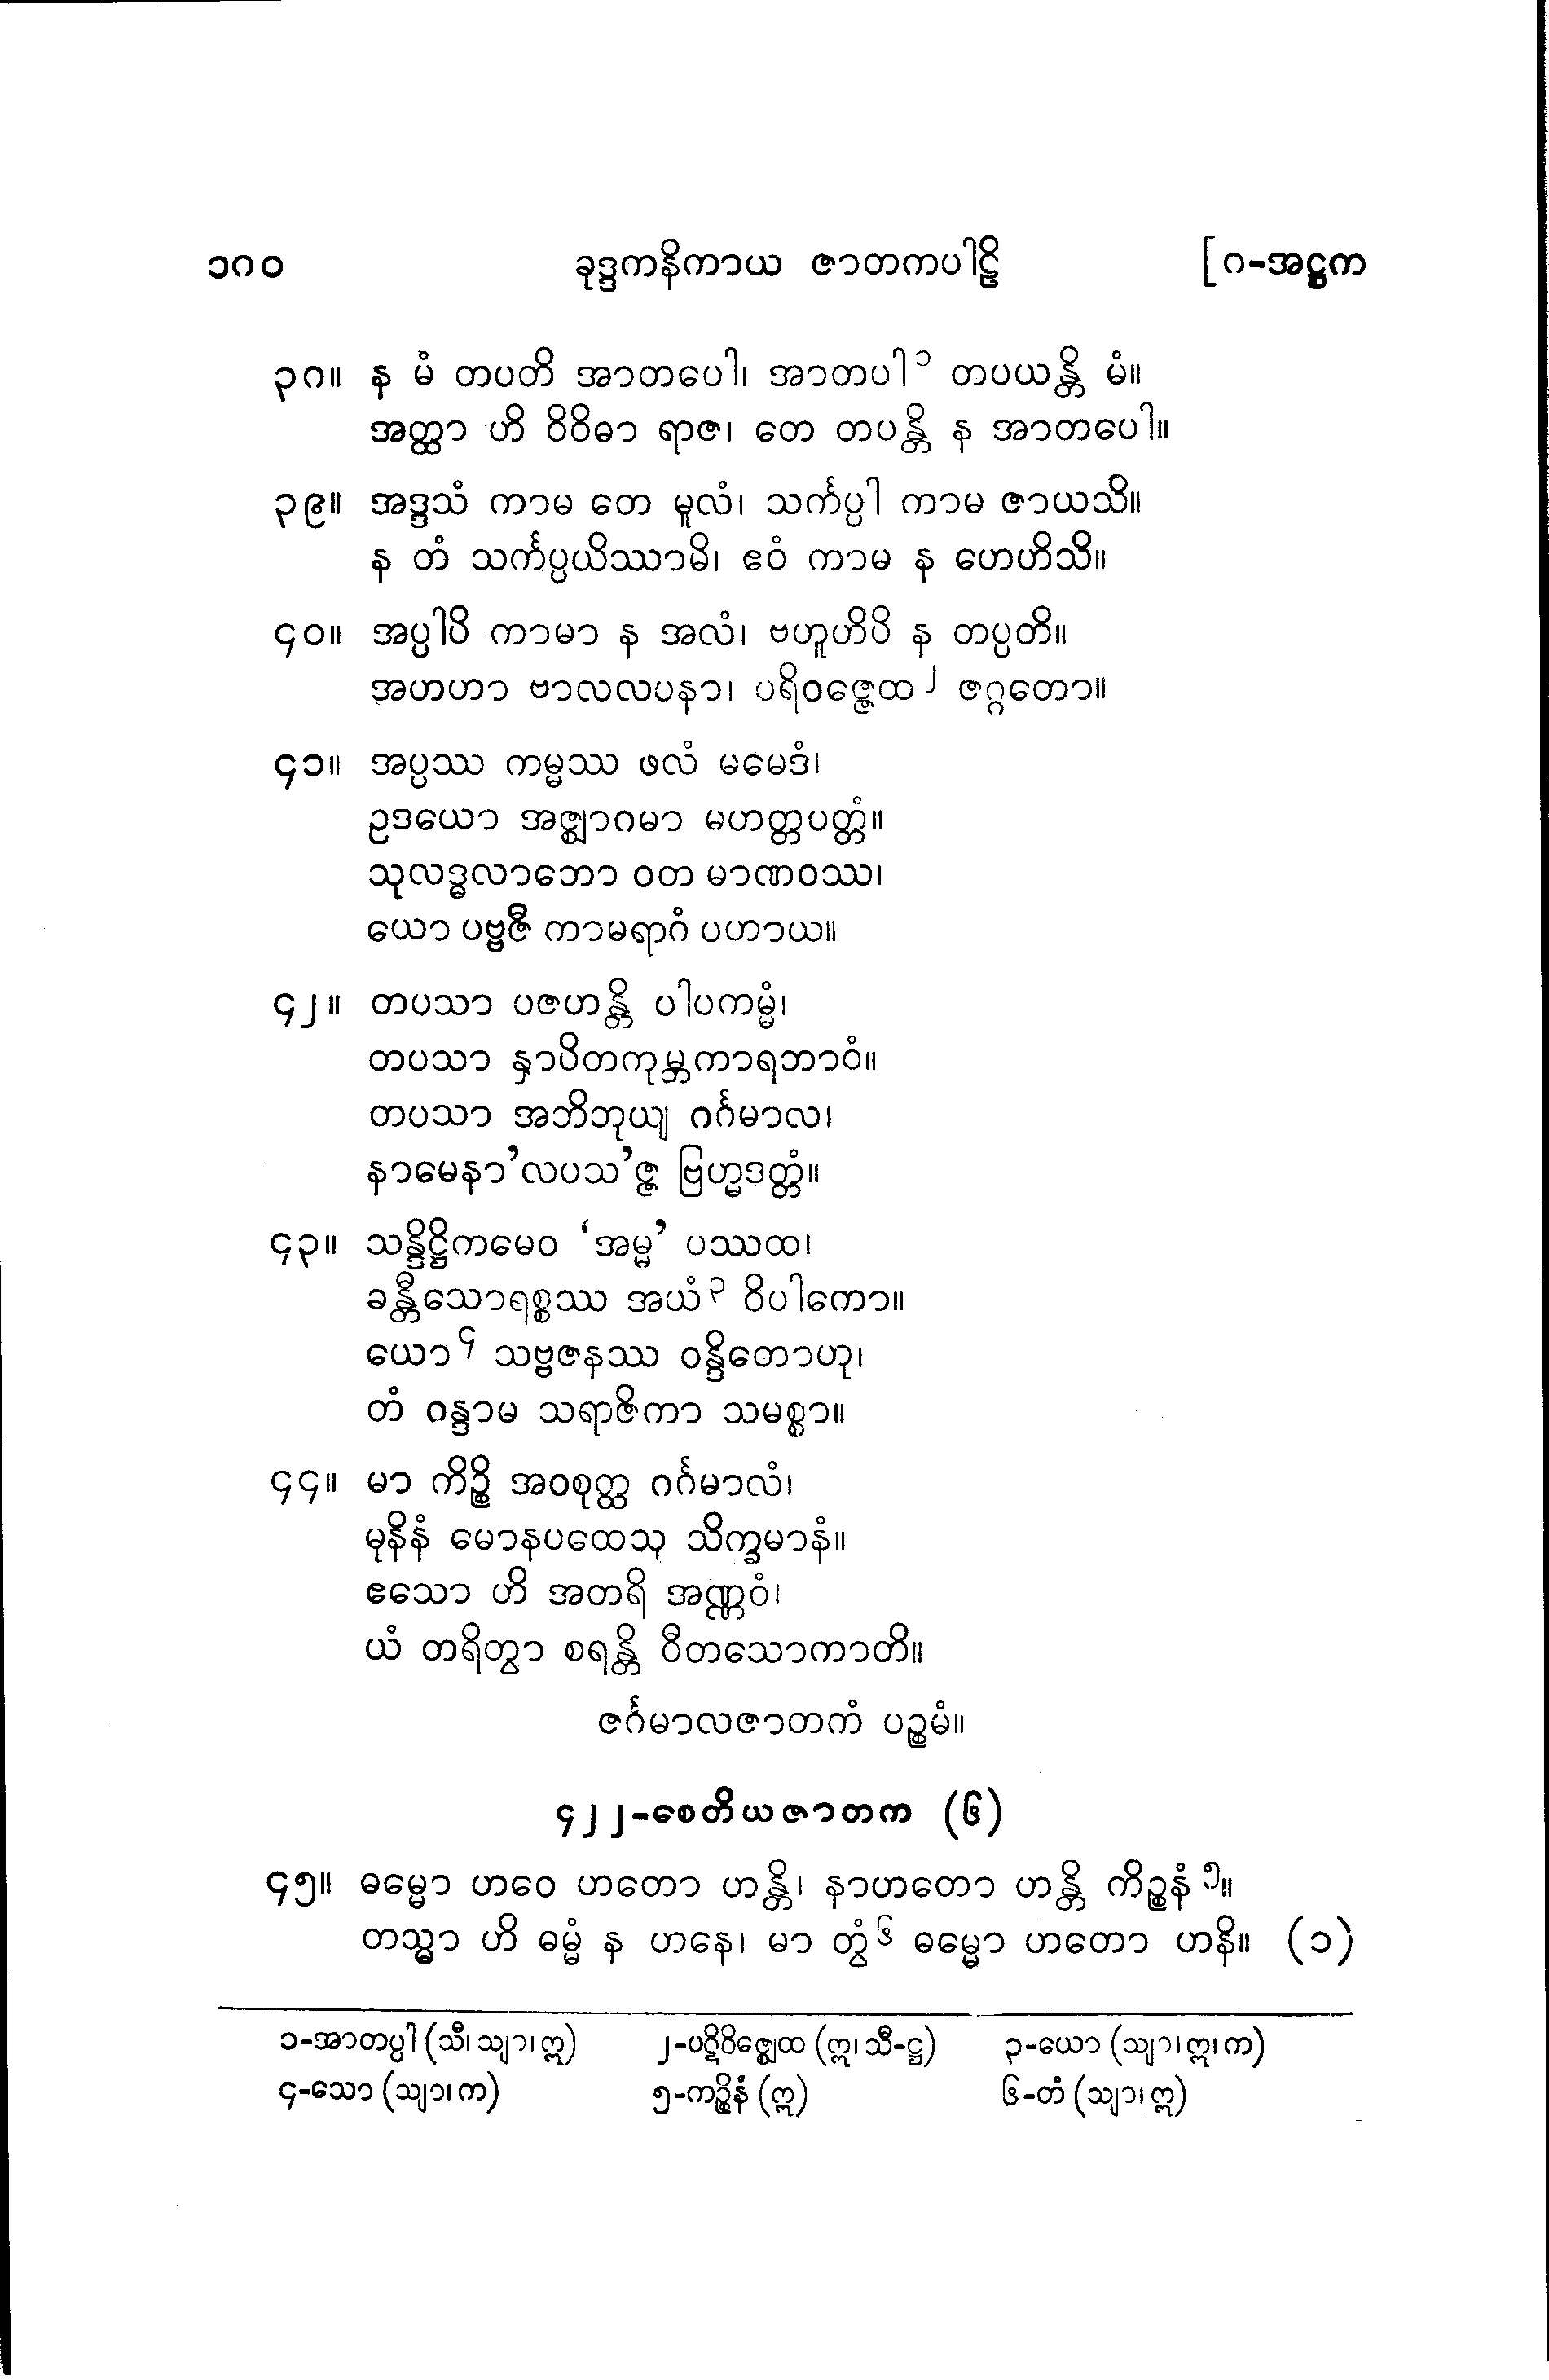 ၁၈၀ ခုဒ္ဒကနိကာယ ဇာတကပါဠိ [ ၈-အဋ္ဌက
၃၈။ န မံ တပတိ အာတပေါ၊ အာတပါ ၁ တပယန္တိ မံ။
အတ္ထာ ဟိ ဝိဝိဓာ ရာဇ၊ တေ တပန္တိ န အာတပေါ။
၃၉။ အဒ္ဒသံ ကာမ တေ မူလံ၊ သင်္ကပ္ပါ ကာမ ဇာယသိ။
န တံ သင်္ကပ္ပယိဿာမိ၊ ဧဝံ ကာမ န ဟေဟိသိ။
၄၀။ အပ္ပါပိ ကာမာ န အလံ၊ ဗဟူဟိပိ န တပ္ပတိ။
အဟဟာ ဗာလလပနာ၊ ပရိဝဇ္ဇေထ ၂ ဇဂ္ဂတော။
၄၁။ အပ္ပဿ ကမ္မဿ ဖလံ မမေဒံ၊
ဥဒယော အဇ္ဈာဂမာ မဟတ္တပတ္တံ။
သုလဒ္ဓလာဘော ဝတ မာဏဝဿ၊
ယော ပဗ္ဗဇီ ကာမရာဂံ ပဟာယ။
၄၂။ တပသာ ပဇဟန္တိ ပါပကမ္မံ၊
တပသာ နှာပိတကုမ္ဘကာရဘာဝံ။
တပသာ အဘိဘုယျ ဂင်္ဂမာလ၊
နာမေနာ’လပသ’ဇ္ဇ ဗြဟ္မဒတ္တံ။
၄၃။ သန္ဒိဋ္ဌိကမေဝ ‘အမ္မ’ ပဿထ၊
ခန္တီသောရစ္စဿ အယံ ၃ ဝိပါကော။
ယော ၄ သဗ္ဗဇနဿ ဝန္ဒိတောဟု၊
တံ ဝန္ဒာမ သရာဇိကာ သမစ္စာ။
၄၄။ မာ ကိဉ္စိ အဝစုတ္ထ ဂင်္ဂမာလံ၊
မုနိနံ မောနပထေသု သိက္ခမာနံ။
ဧသော ဟိ အတရိ အဏ္ဏဝံ၊
ယံ တရိတွာ စရန္တိ ဝီတသောကာတိ။
ဇင်္ဂမာလဇာတကံ ပဉ္စမံ။
၄၂၂-စေတိယဇာတက (၆)
၄၅။ ဓမ္မော ဟဝေ ဟတော ဟန္တိ၊ နာဟတော ဟန္တိ ကိဉ္စနံ ၅။
တသ္မာ ဟိ ဓမ္မံ န ဟနေ၊ မာ တွံ ၆ ဓမ္မော ဟတော ဟနိ။ (၁)
၁-အာတပ္ပါ (သီ၊ သျာ၊ ဣ) ၂-ပဋိဝိဇ္ဈေထ (ဣ၊ သီ-ဋ္ဌ) ၃-ယော (သျာ၊ ဣ၊ က)
၄-သော (သျာ၊ က) ၅-ကဉ္စိနံ (ဣ) ၆-တံ (သျာ၊ ဣ)